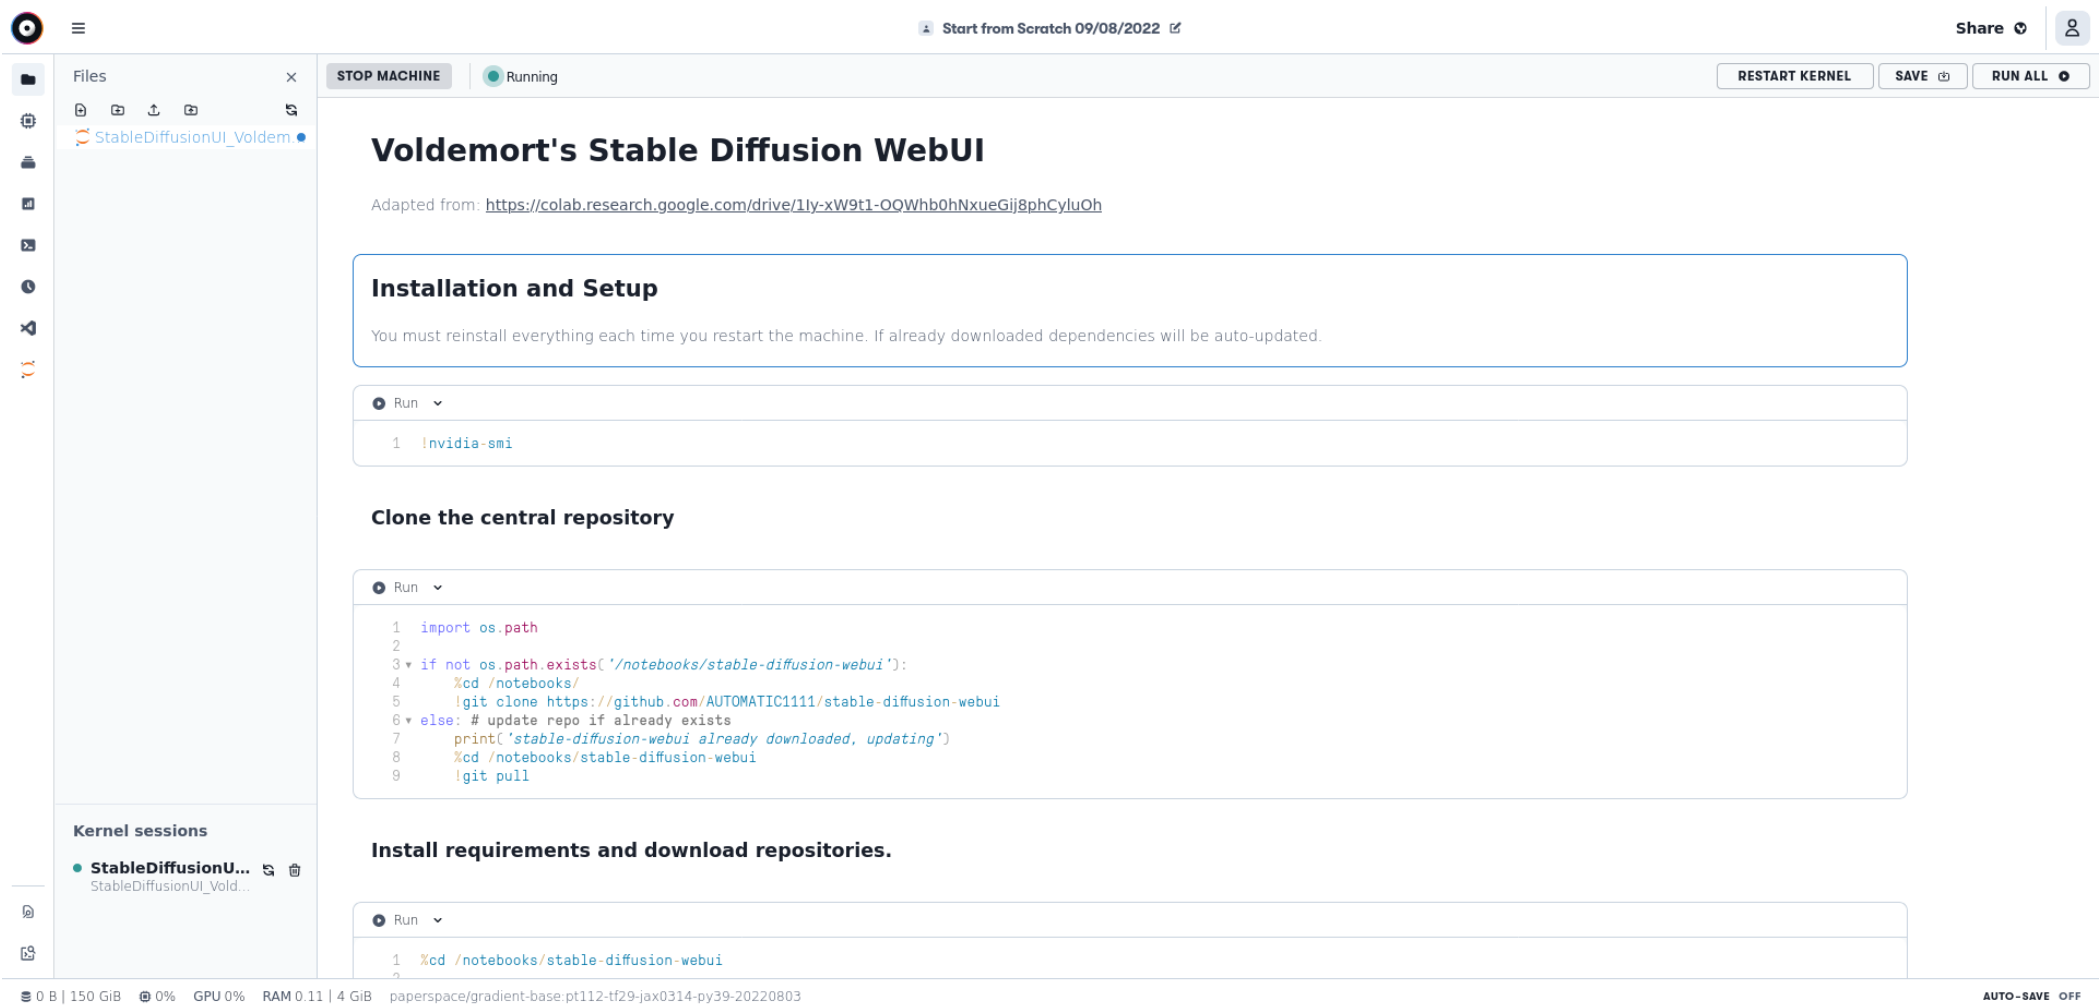 Start from Scratch 09/08/2022
Share
Files
STOP MACHINE
Running
RESTART KERNEL
SAVE
RUN ALL
StableDiffusionUI_Voldem.
Voldemort's Stable Diffusion WebUI
Adapted from: https://colab.research.google.com/drive/1Iy-xW9t1-OQWhb0hNxueGij8phCyluOh
Installation and Setup
You must reinstall everything each time you restart the machine. If already downloaded dependencies will be auto-updated.
Run
1 !nvidia-smi
Clone the central repository
Run
1 import os.path
2
3 if not os.path.exists('/notebooks/stable-diffusion-webui'):
4 %cd /notebooks/
5 !git clone https://github.com/AUTOMATIC1111/stable-diffusion-webui
6 else: # update repo if already exists
7 print('stable-diffusion-webui already downloaded, updating')
8 %cd /notebooks/stable-diffusion-webui
9 !git pull
Install requirements and download repositories.
Run
1 %cd /notebooks/stable-diffusion-webui
2
Kernel sessions
StableDiffusionU...
StableDiffusionUI_Vold...
0 B | 150 GiB
0%
GPU 0%
RAM 0.11 | 4 GiB
paperspace/gradient-base:pt112-tf29-jax0314-py39-20220803
AUTO-SAVE OFF